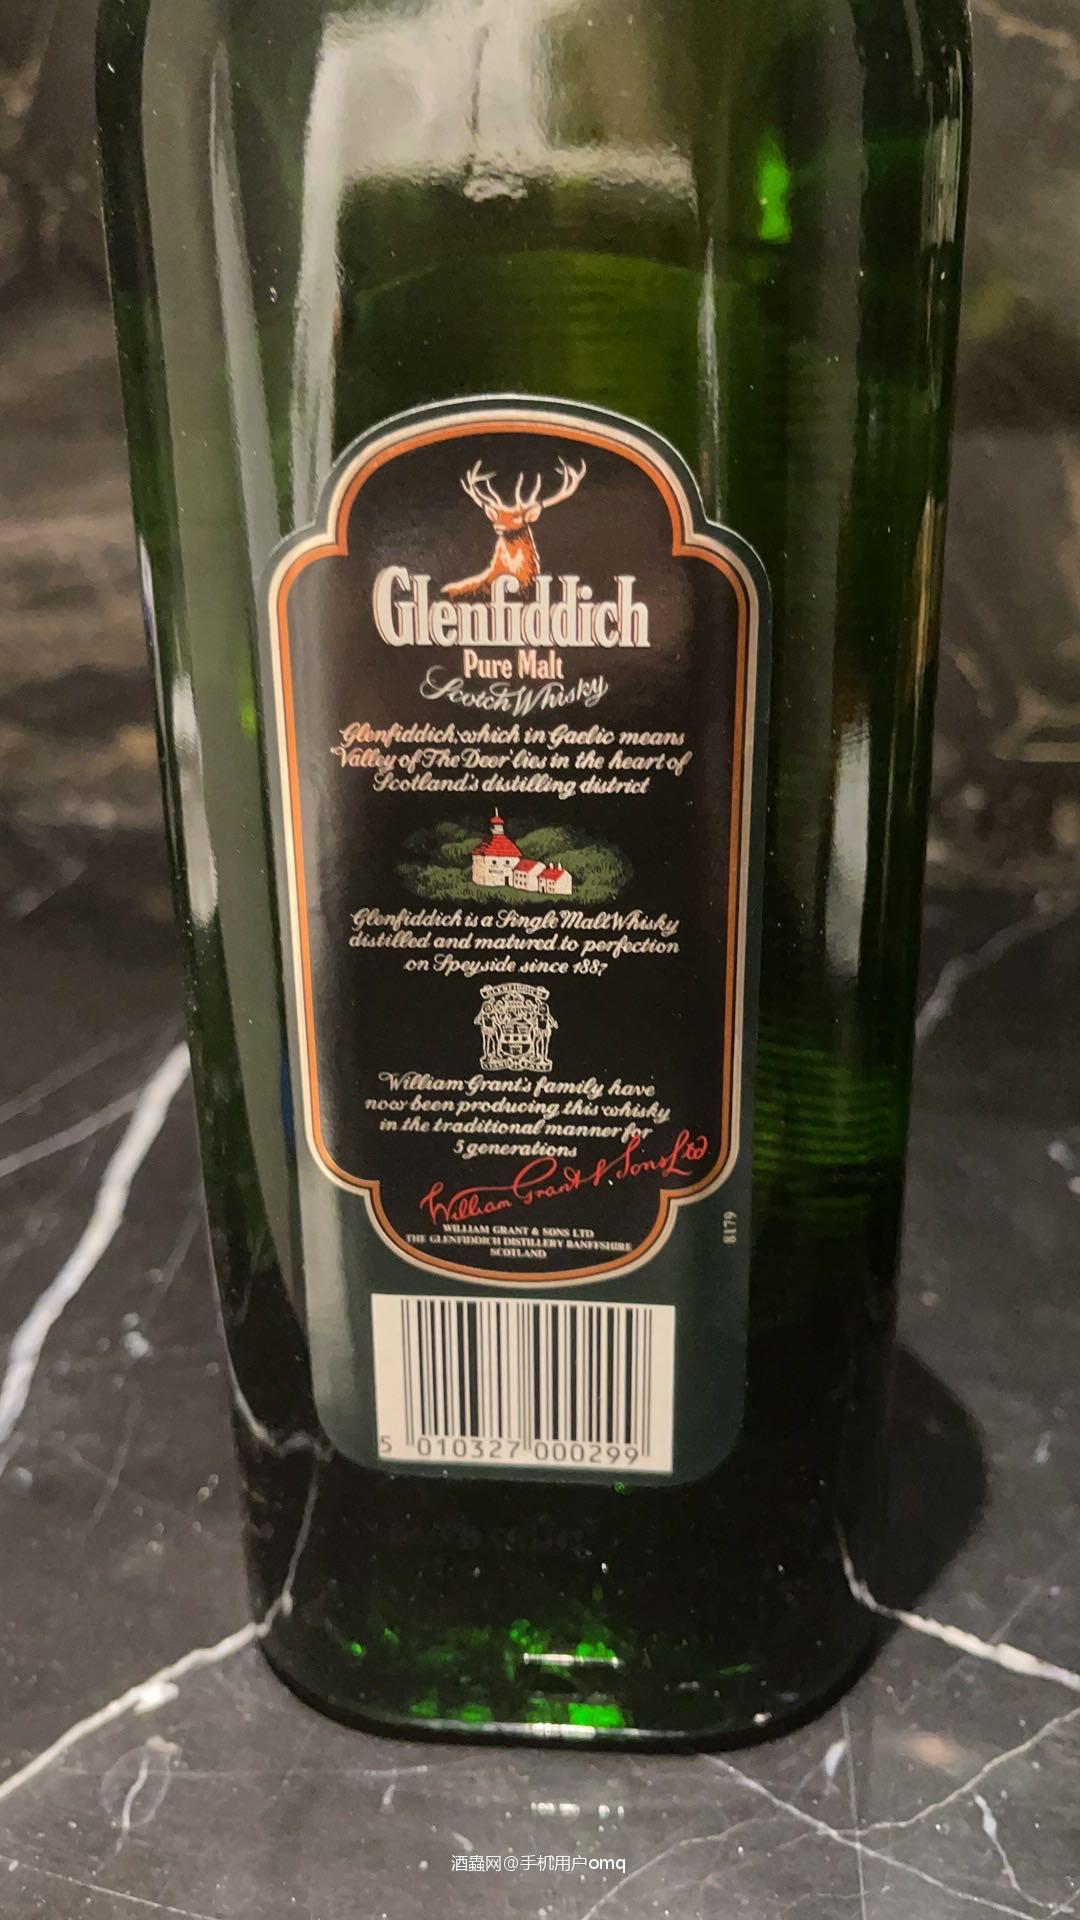 Glenfiddich
Pure Malt
Scotch Whisky
Glenfiddich, which in Gaelic means
'Valley of The Deer' lies in the heart of
Scotland's distilling district
Glenfiddich is a Single Malt Whisky
distilled and matured to perfection
on Speyside since 1887
GLENFIDDICH
William Grant's family have
now been producing this whisky
in the traditional manner for
5 generations
William Grant & Sons Ltd.
WILLIAM GRANT & SONS LTD
THE GLENFIDDICH DISTILLERY BANFFSHIRE
SCOTLAND
8179
5 010327 000299
酒蟲网@手机用户omq